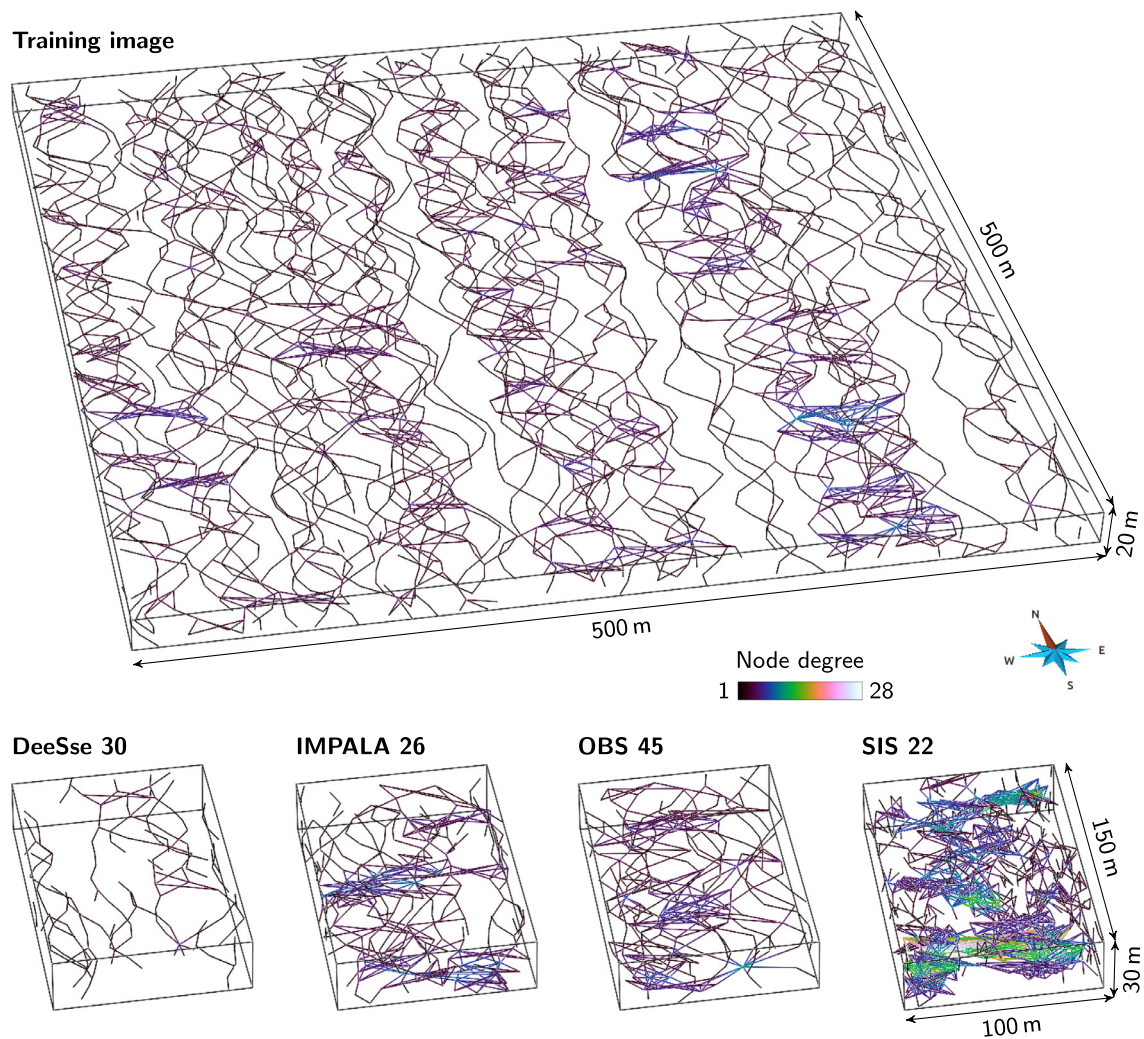 Training image
500 m
20 m
500 m
N
W E
S
Node degree
1 28
DeeSse 30 IMPALA 26 OBS 45 SIS 22
150 m
30 m
100 m